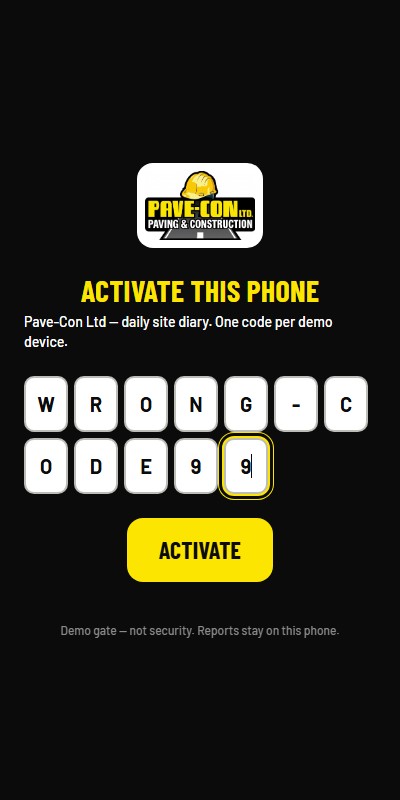 PAVE-CON LTD.
PAVING & CONSTRUCTION
ACTIVATE THIS PHONE
Pave-Con Ltd — daily site diary. One code per demo
device.
W R O N G - C
O D E 9 9
ACTIVATE
Demo gate — not security. Reports stay on this phone.